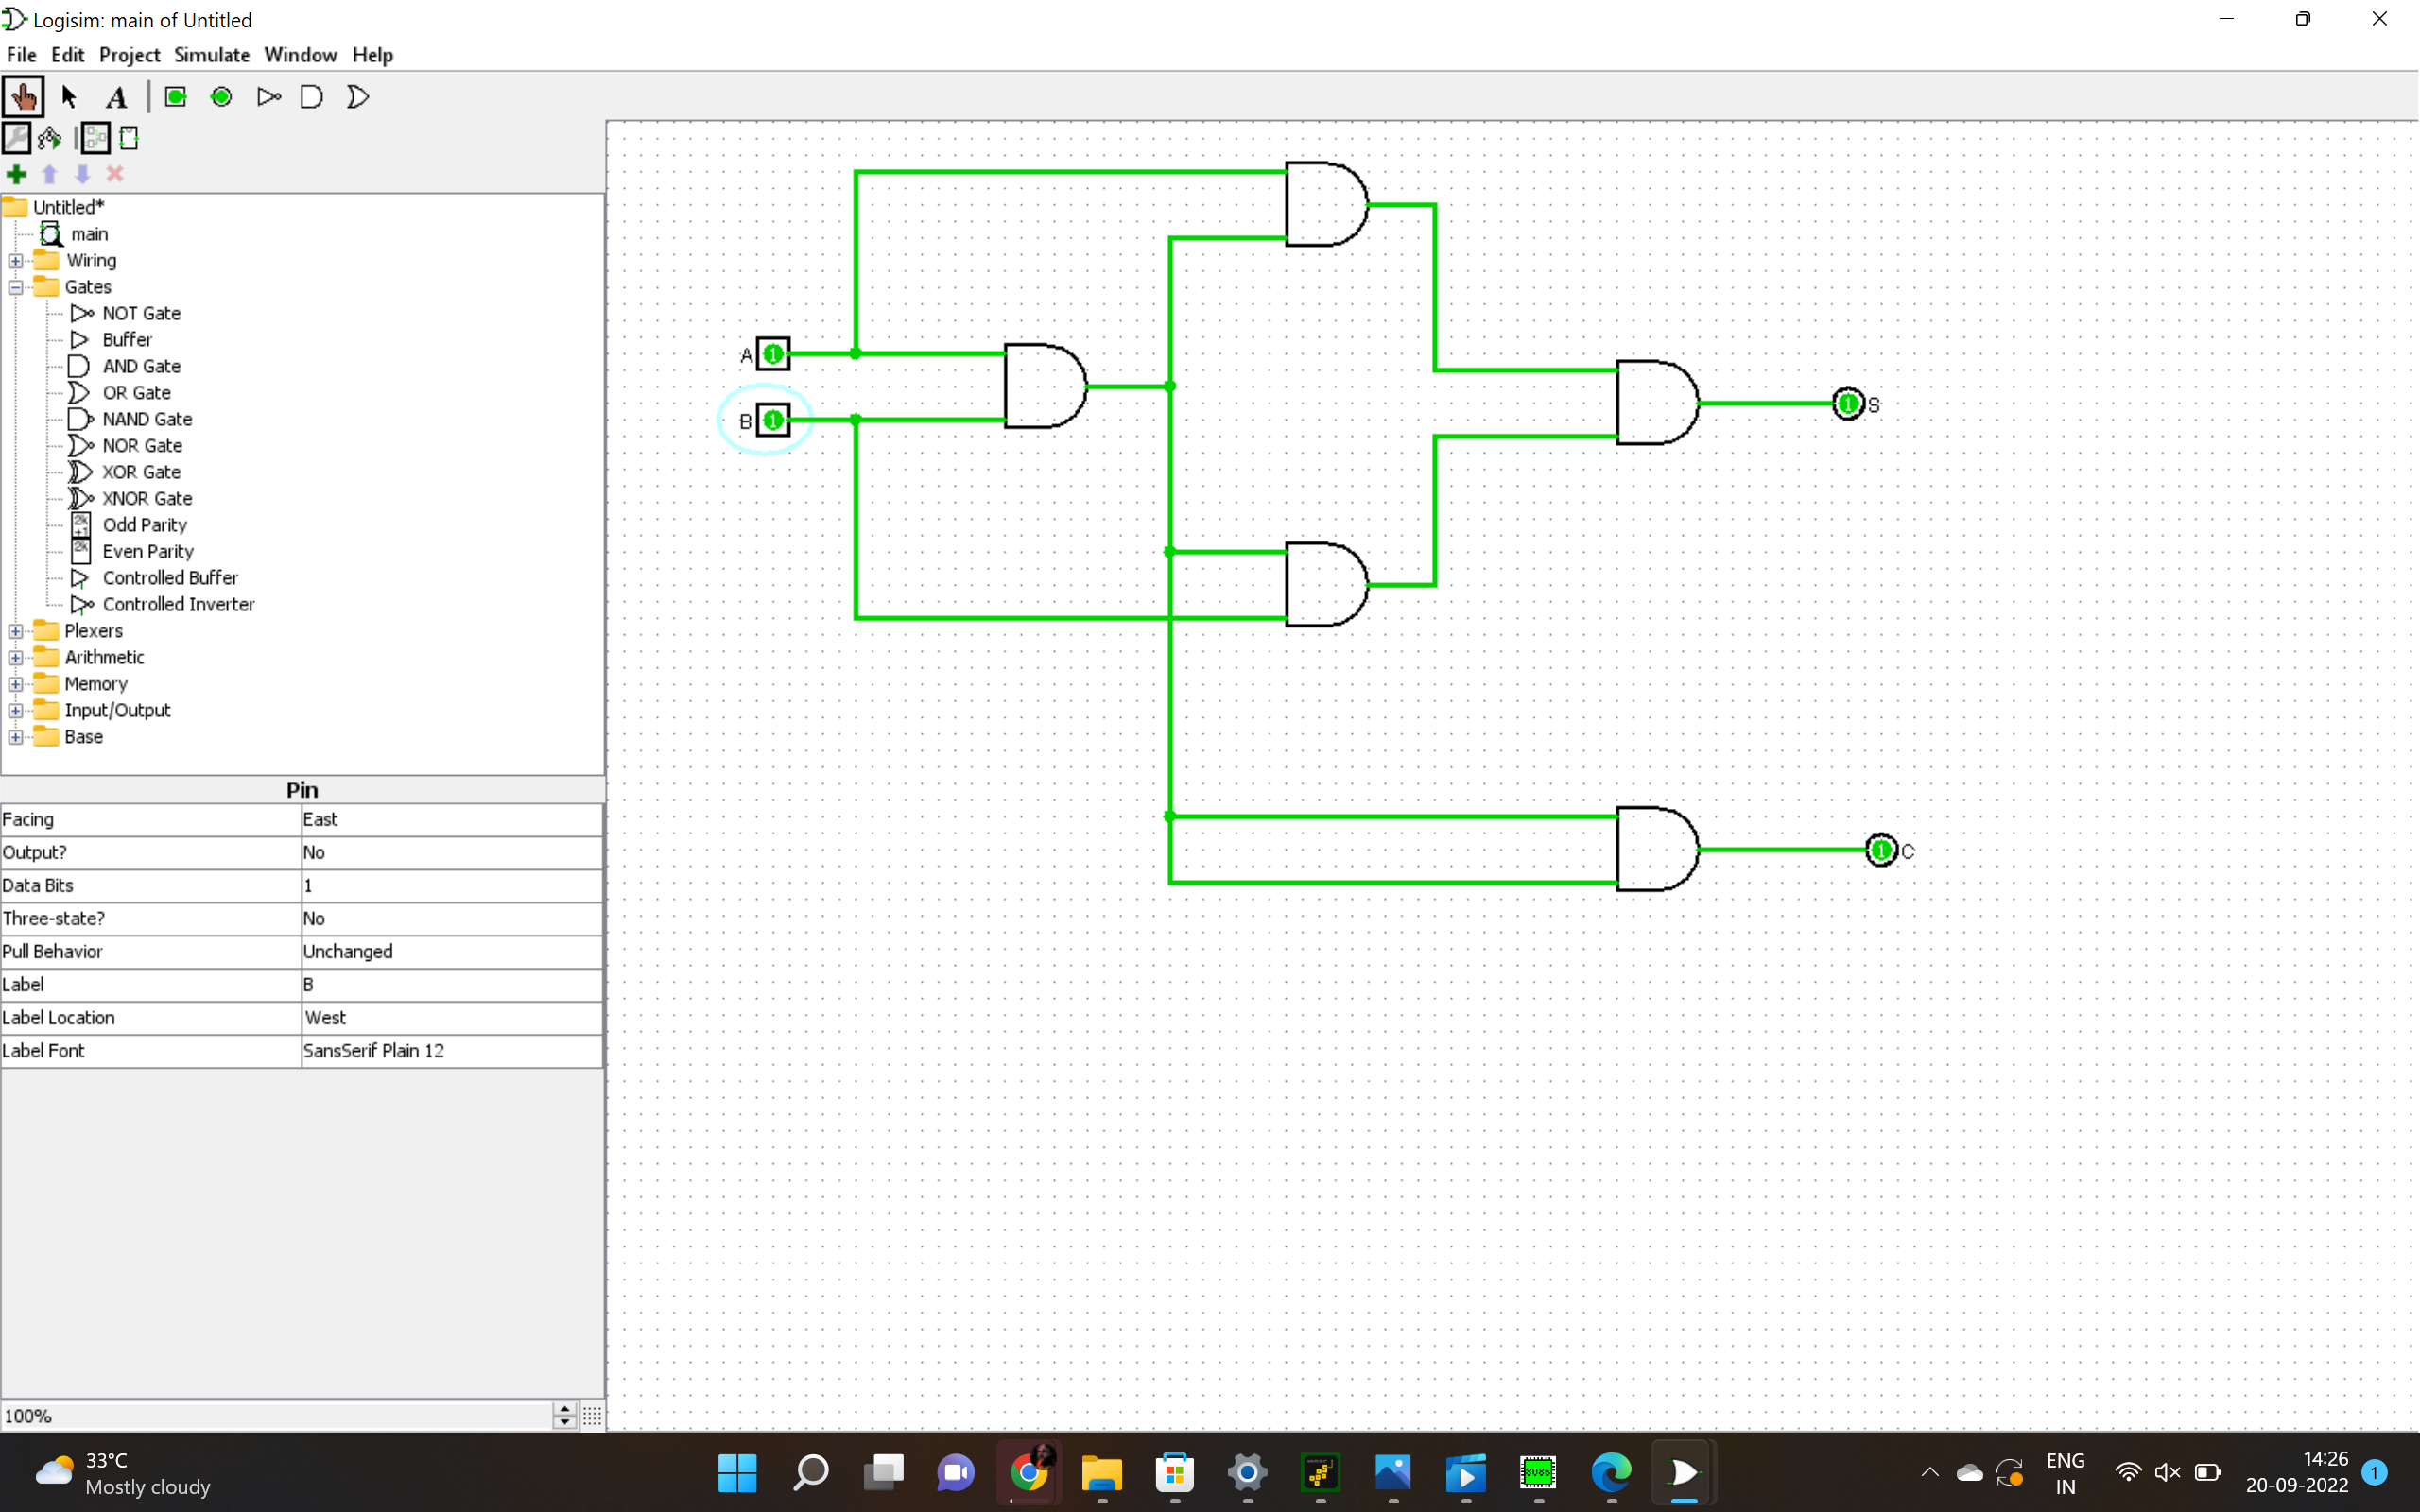 Logisim: main of Untitled
File Edit Project Simulate Window Help
A
Untitled*
main
Wiring
Gates
NOT Gate
Buffer
AND Gate
OR Gate
NAND Gate
NOR Gate
XOR Gate
XNOR Gate
2k+1 Odd Parity
2k Even Parity
Controlled Buffer
Controlled Inverter
Plexers
Arithmetic
Memory
Input/Output
Base
Pin
Facing East
Output? No
Data Bits 1
Three-state? No
Pull Behavior Unchanged
Label B
Label Location West
Label Font SansSerif Plain 12
100%
A 1
B 1
1 S
1 C
33°C
Mostly cloudy
8086
ENG
IN
14:26
20-09-2022
1